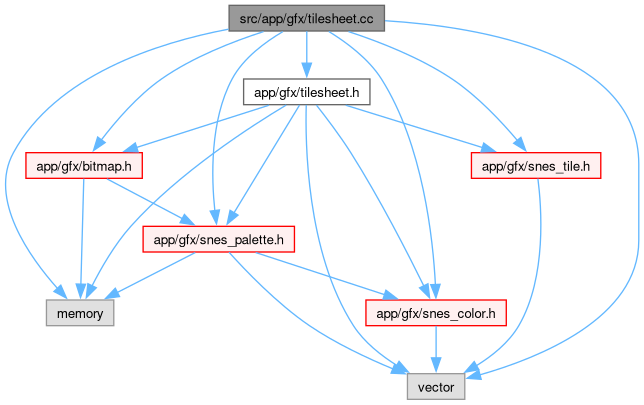 src/app/gfx/tilesheet.cc
app/gfx/tilesheet.h
app/gfx/bitmap.h
app/gfx/snes_tile.h
app/gfx/snes_palette.h
memory
app/gfx/snes_color.h
vector